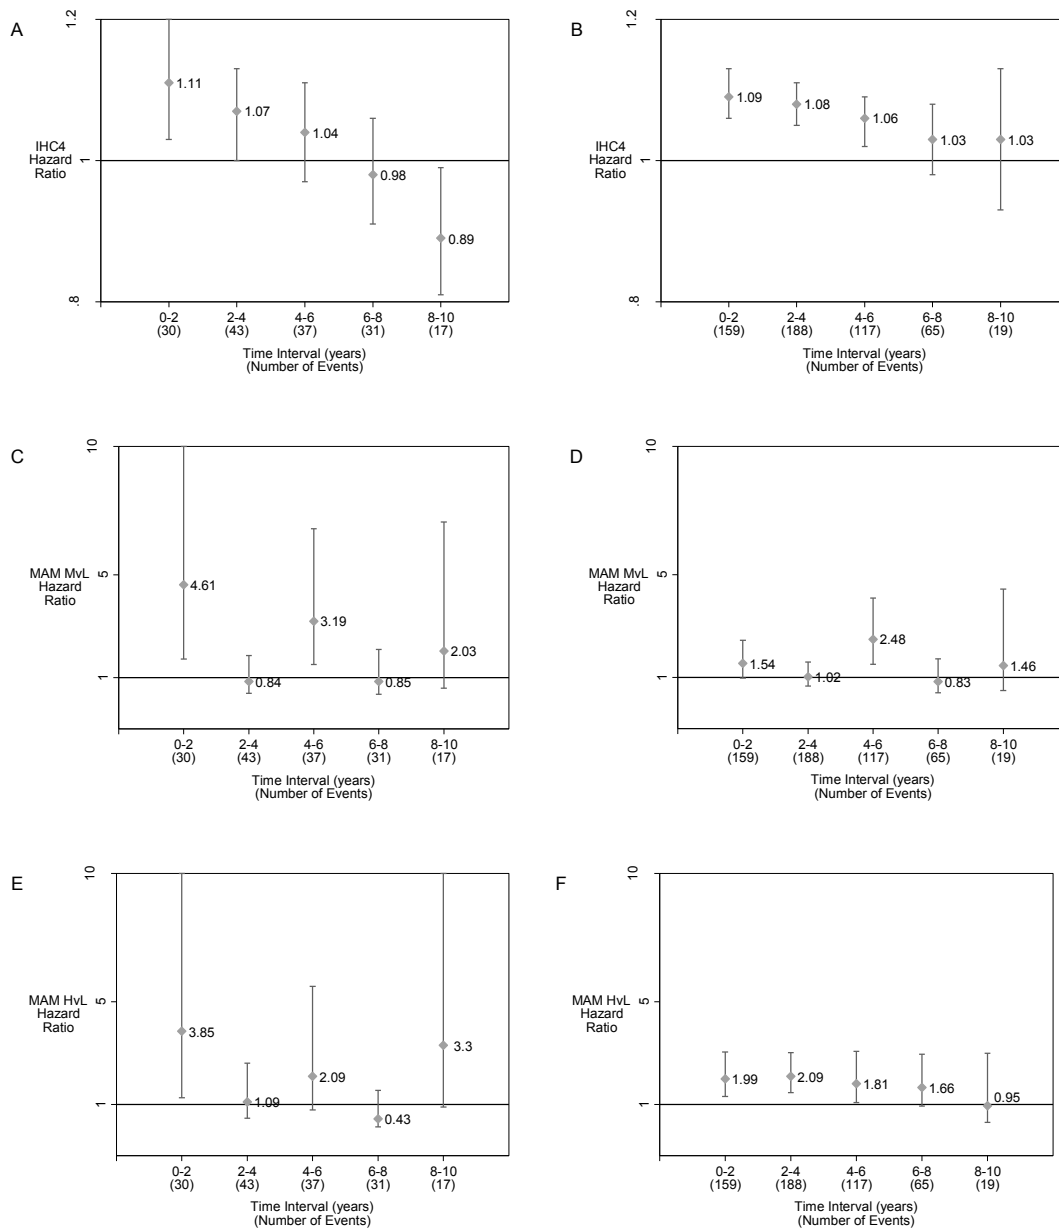 A
1.2
1
.8
IHC4
Hazard
Ratio
1.11
1.07
1.04
0.98
0.89
0-2 2-4 4-6 6-8 8-10
(30) (43) (37) (31) (17)
Time Interval (years)
(Number of Events)
B
1.2
1
.8
IHC4
Hazard
Ratio
1.09
1.08
1.06
1.03
1.03
0-2 2-4 4-6 6-8 8-10
(159) (188) (117) (65) (19)
Time Interval (years)
(Number of Events)
C
10
5
1
MAM MvL
Hazard
Ratio
4.61
0.84
3.19
0.85
2.03
0-2 2-4 4-6 6-8 8-10
(30) (43) (37) (31) (17)
Time Interval (years)
(Number of Events)
D
10
5
1
MAM MvL
Hazard
Ratio
1.54
1.02
2.48
0.83
1.46
0-2 2-4 4-6 6-8 8-10
(159) (188) (117) (65) (19)
Time Interval (years)
(Number of Events)
E
10
5
1
MAM HvL
Hazard
Ratio
3.85
1.09
2.09
0.43
3.3
0-2 2-4 4-6 6-8 8-10
(30) (43) (37) (31) (17)
Time Interval (years)
(Number of Events)
F
10
5
1
MAM HvL
Hazard
Ratio
1.99
2.09
1.81
1.66
0.95
0-2 2-4 4-6 6-8 8-10
(159) (188) (117) (65) (19)
Time Interval (years)
(Number of Events)